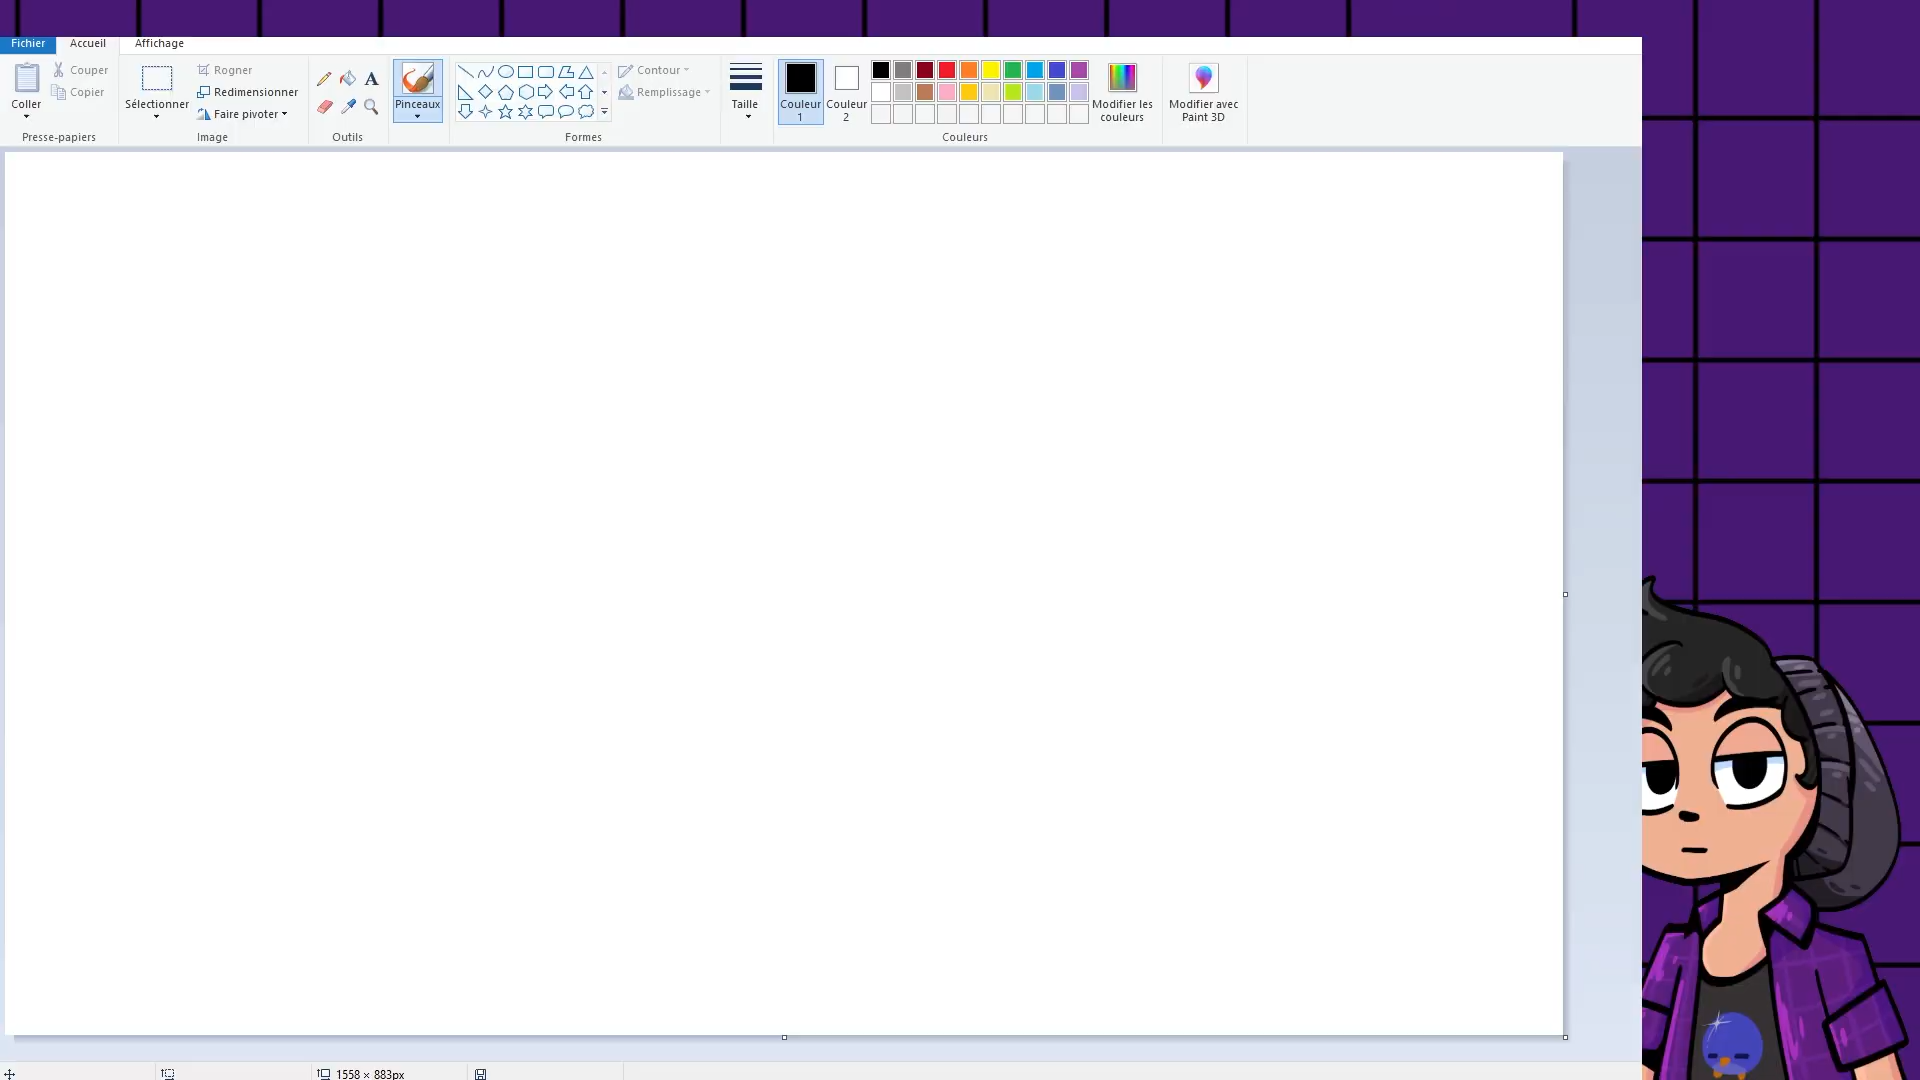 Fichier Accueil Affichage
Coller
Couper
Copier
Presse-papiers
Sélectionner
Rogner
Redimensionner
Faire pivoter
Image
A
Outils
Pinceaux
Contour
Remplissage
Formes
Taille
Couleur
1
Couleur
2
Modifier les
couleurs
Couleurs
Modifier avec
Paint 3D
1558 × 883px